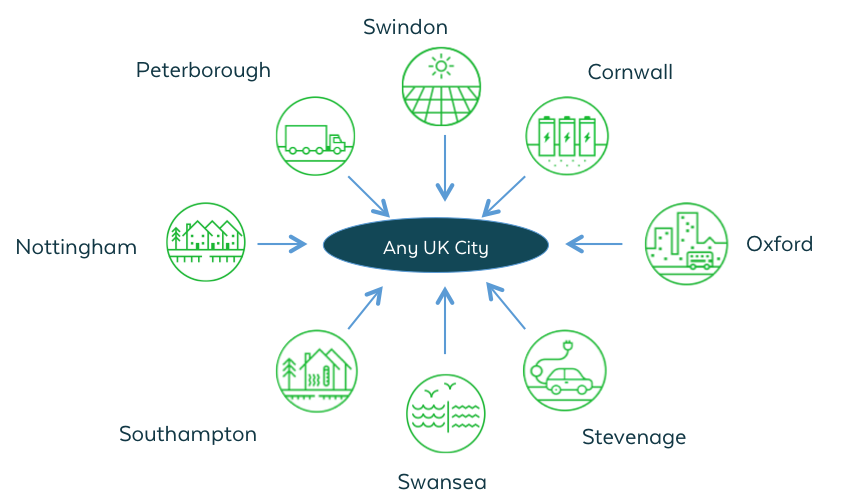 Swindon
Peterborough
Cornwall
Nottingham
Any UK City
Oxford
Southampton
Stevenage
Swansea